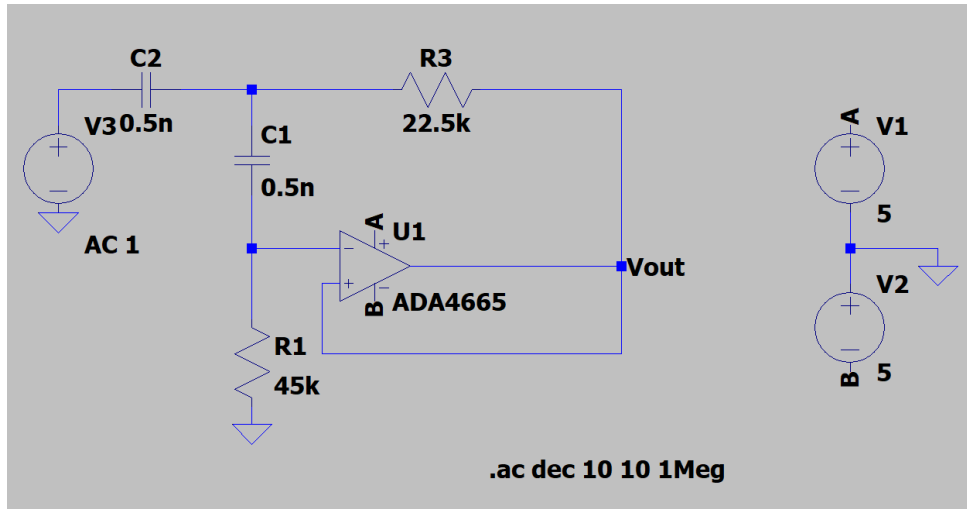 C2
0.5n
R3
22.5k
V3
C1
0.5n
AC 1
A
U1
ADA4665
B
Vout
R1
45k
A
V1
5
V2
B
5
.ac dec 10 10 1Meg